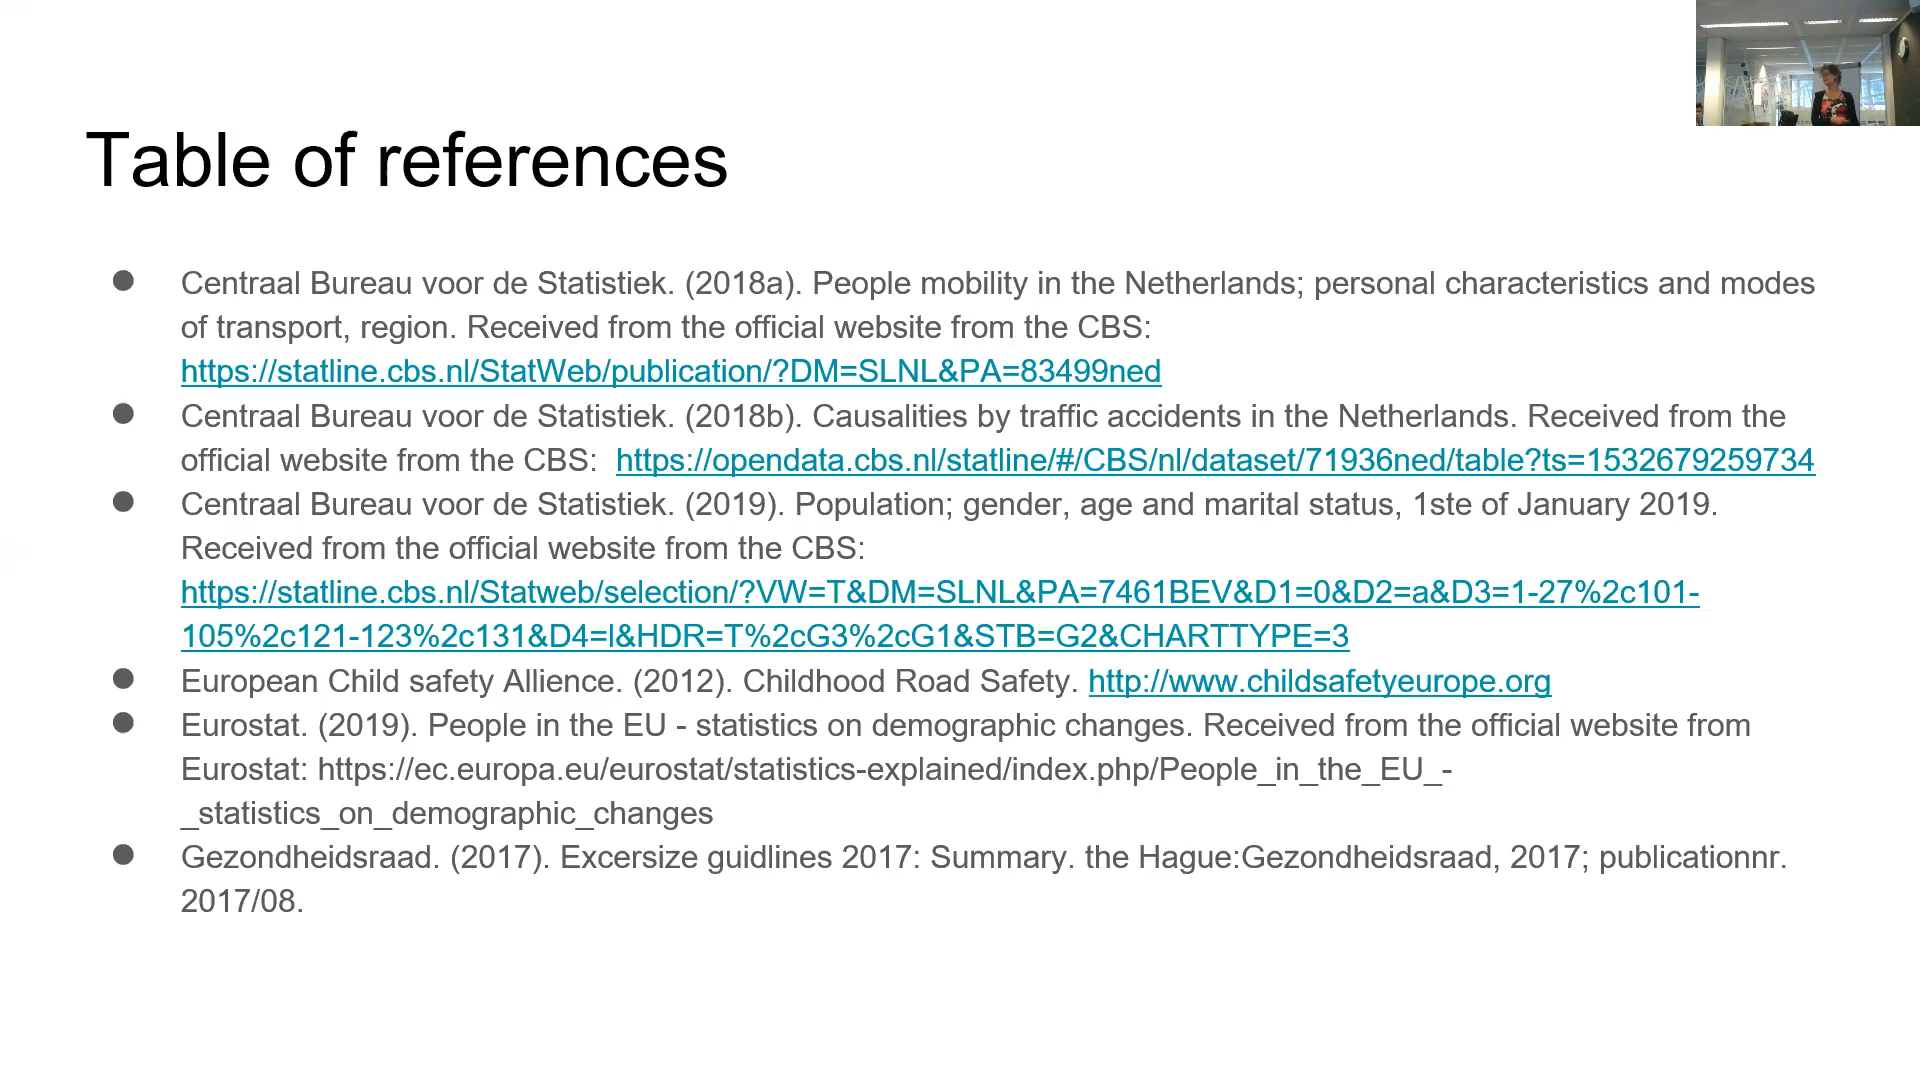 Table of references
● Centraal Bureau voor de Statistiek. (2018a). People mobility in the Netherlands; personal characteristics and modes
of transport, region. Received from the official website from the CBS:
https://statline.cbs.nl/StatWeb/publication/?DM=SLNL&PA=83499ned
● Centraal Bureau voor de Statistiek. (2018b). Causalities by traffic accidents in the Netherlands. Received from the
official website from the CBS:  https://opendata.cbs.nl/statline/#/CBS/nl/dataset/71936ned/table?ts=1532679259734
● Centraal Bureau voor de Statistiek. (2019). Population; gender, age and marital status, 1ste of January 2019.
Received from the official website from the CBS:
https://statline.cbs.nl/Statweb/selection/?VW=T&DM=SLNL&PA=7461BEV&D1=0&D2=a&D3=1-27%2c101-
105%2c121-123%2c131&D4=l&HDR=T%2cG3%2cG1&STB=G2&CHARTTYPE=3
● European Child safety Allience. (2012). Childhood Road Safety. http://www.childsafetyeurope.org
● Eurostat. (2019). People in the EU - statistics on demographic changes. Received from the official website from
Eurostat: https://ec.europa.eu/eurostat/statistics-explained/index.php/People_in_the_EU_-
_statistics_on_demographic_changes
● Gezondheidsraad. (2017). Excersize guidlines 2017: Summary. the Hague:Gezondheidsraad, 2017; publicationnr.
2017/08.